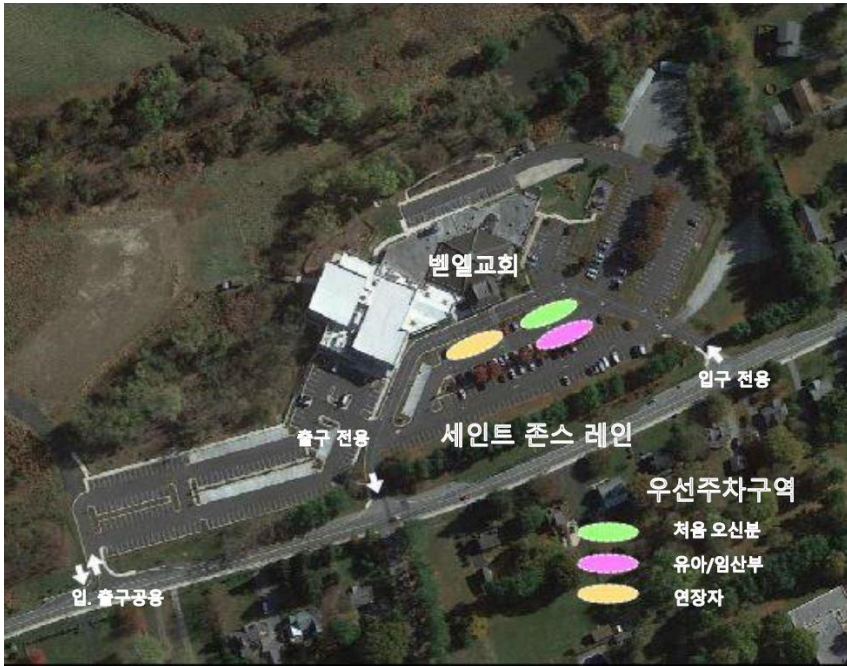 벧엘교회
입구 전용
출구 전용
세인트 존스 레인
우선주차구역
처음 오신분
유아/임산부
연장자
입. 출구공용